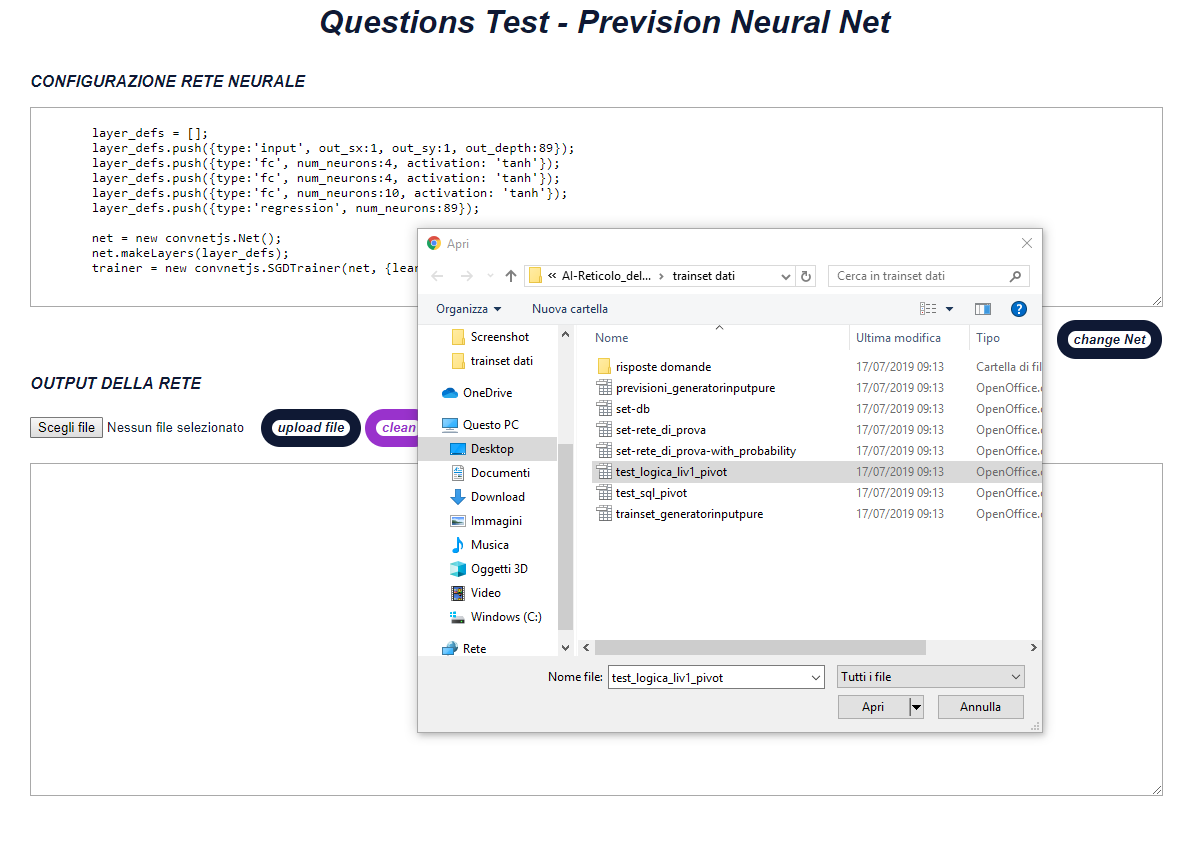 Questions Test - Prevision Neural Net
CONFIGURAZIONE RETE NEURALE
layer_defs = [];
layer_defs.push({type:'input', out_sx:1, out_sy:1, out_depth:89});
layer_defs.push({type:'fc', num_neurons:4, activation: 'tanh'});
layer_defs.push({type:'fc', num_neurons:4, activation: 'tanh'});
layer_defs.push({type:'fc', num_neurons:10, activation: 'tanh'});
layer_defs.push({type:'regression', num_neurons:89});
net = new convnetjs.Net();
net.makeLayers(layer_defs);
trainer = new convnetjs.SGDTrainer(net, {lear
change Net
OUTPUT DELLA RETE
Scegli file Nessun file selezionato upload file clean
Apri
« AI-Reticolo_del... › trainset dati Cerca in trainset dati
Organizza Nuova cartella
Screenshot
trainset dati
OneDrive
Questo PC
Desktop
Documenti
Download
Immagini
Musica
Oggetti 3D
Video
Windows (C:)
Rete
Nome Ultima modifica Tipo
risposte domande 17/07/2019 09:13 Cartella di fil
previsioni_generatorinputpure 17/07/2019 09:13 OpenOffice.
set-db 17/07/2019 09:13 OpenOffice.
set-rete_di_prova 17/07/2019 09:13 OpenOffice.
set-rete_di_prova-with_probability 17/07/2019 09:13 OpenOffice.
test_logica_liv1_pivot 17/07/2019 09:13 OpenOffice.
test_sql_pivot 17/07/2019 09:13 OpenOffice.
trainset_generatorinputpure 17/07/2019 09:13 OpenOffice.
Nome file: test_logica_liv1_pivot Tutti i file
Apri Annulla